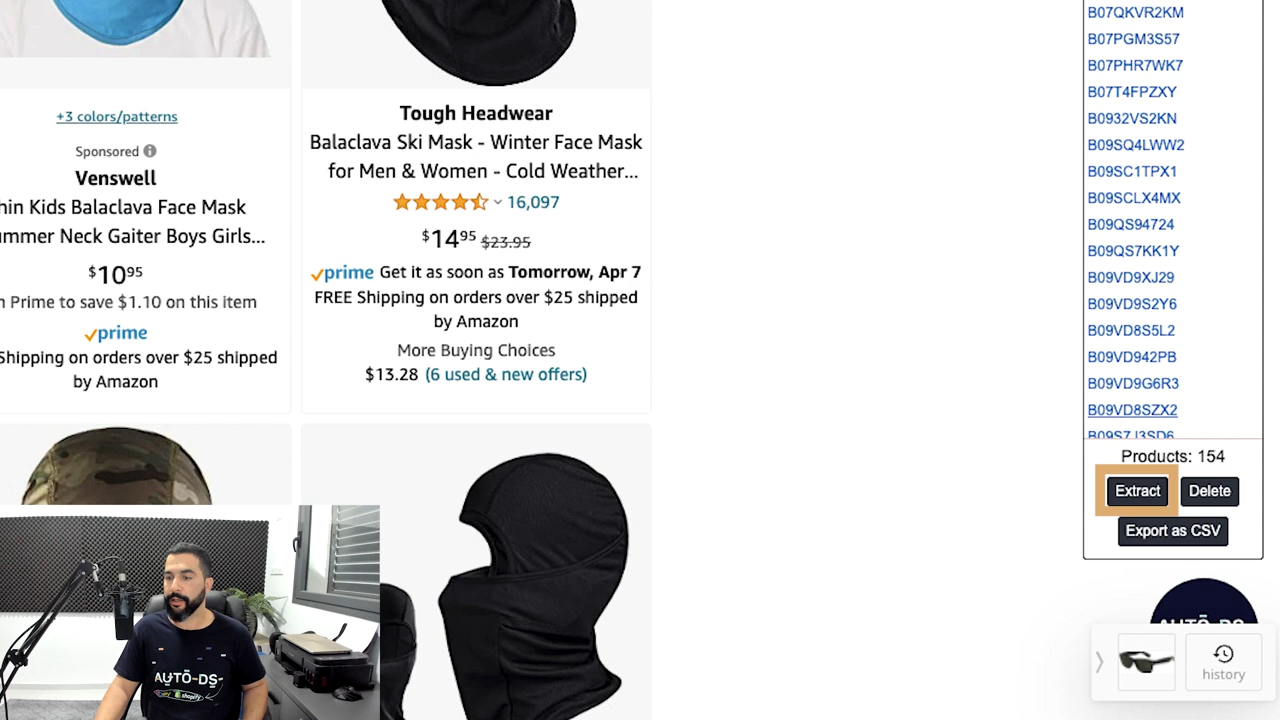 +3 colors/patterns
Sponsored
Venswell
hin Kids Balaclava Face Mask
ummer Neck Gaiter Boys Girls...
$10 95
n Prime to save $1.10 on this item
prime
Shipping on orders over $25 shipped
by Amazon
Tough Headwear
Balaclava Ski Mask - Winter Face Mask
for Men & Women - Cold Weather...
16,097
$14 95 $23.95
prime Get it as soon as Tomorrow, Apr 7
FREE Shipping on orders over $25 shipped
by Amazon
More Buying Choices
$13.28 (6 used & new offers)
B07QKVR2KM
B07PGM3S57
B07PHR7WK7
B07T4FPZXY
B0932VS2KN
B09SQ4LWW2
B09SC1TPX1
B09SCLX4MX
B09QS94724
B09QS7KK1Y
B09VD9XJ29
B09VD9S2Y6
B09VD8S5L2
B09VD942PB
B09VD9G6R3
B09VD8SZX2
B09S7J3SD6
Products: 154
Extract Delete
Export as CSV
AUTO-DS
history
AUTO-DS
shopify